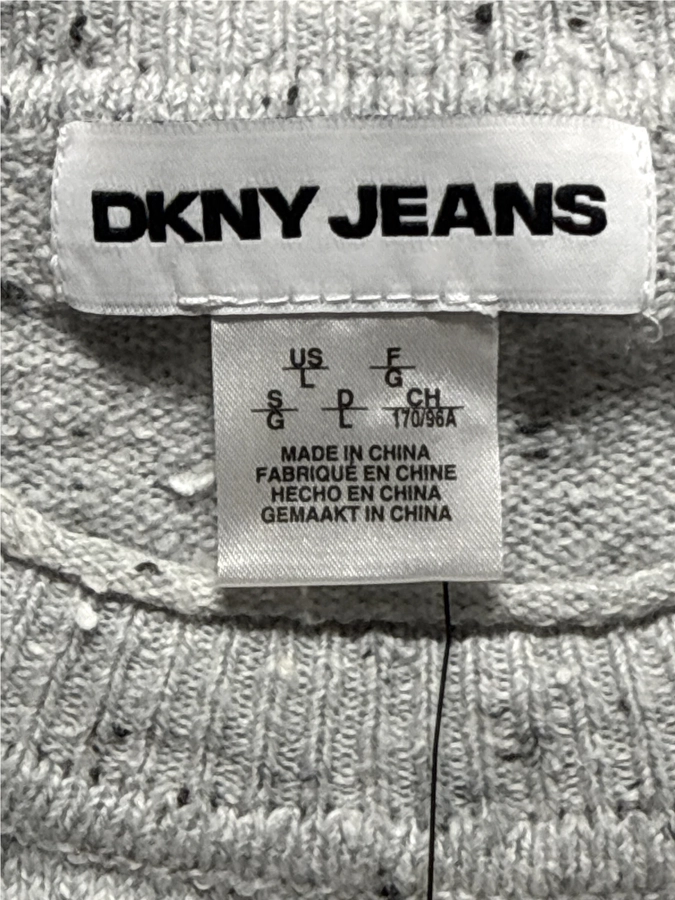 DKNY JEANS
US F
L G
S D CH
G L 170/96A
MADE IN CHINA
FABRIQUÉ EN CHINE
HECHO EN CHINA
GEMAAKT IN CHINA